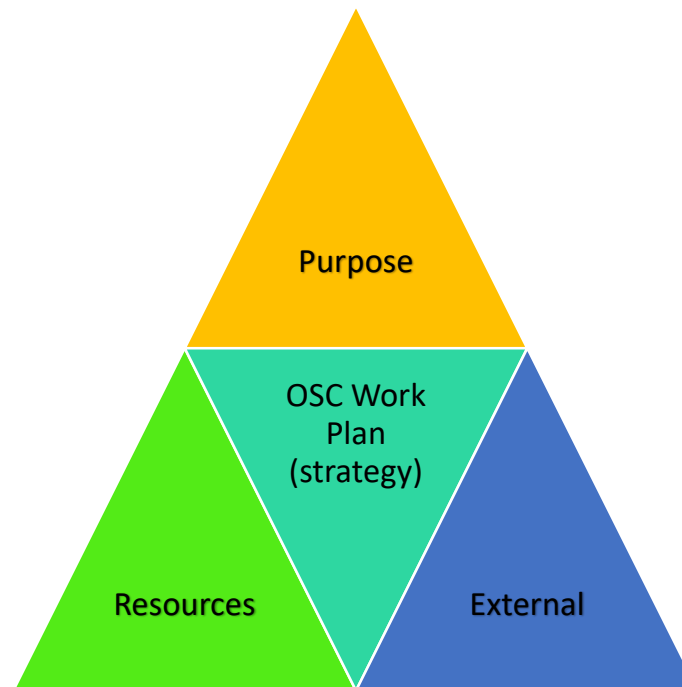 Purpose
OSC Work
Plan
(strategy)
Resources
External